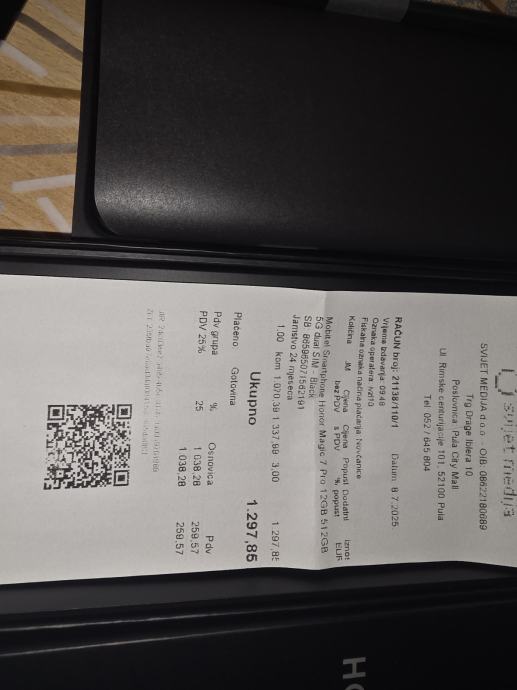 svijet medija
SVIJET MEDIJA d.o.o. - OIB: 08622180689
Trg Drage Iblera 10
Poslovnica: Pula City Mall
Ul. Rimske centurijacije 101, 52100 Pula
Tel: 052 / 645 804
RAČUN broj: 21138/110/1 Datum: 8.7.2025
Vrijeme izdavanja: 09:48
Oznaka operatera:
Fiskalna oznaka načina plaćanja: Novčanice
Količina JM Cijena Cijena Popust Dodatni Iznos
bez PDV s PDV % popust EUR
Mobitel Smartphone Honor Magic 7 Pro 12GB 512GB
5G dual SIM - Black
SB: 865965071562191
Jamstvo 24 mjeseca
1,00 kom 1 070,39 1 337,99 3,00 1 297,85
Ukupno 1.297,85
Plaćeno Gotovina
Pdv grupa % Osnovica Pdv
PDV 25% 25 1 038,28 259,57
1 038,28 259,57
HO